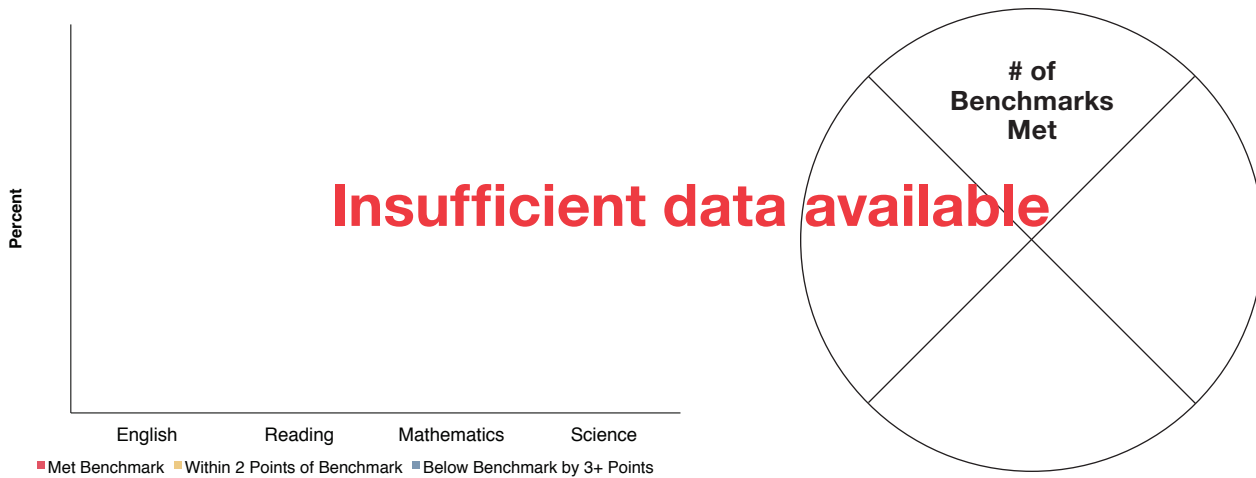 # of
Benchmarks
Met
Percent
Insufficient data available
English Reading Mathematics Science
Met Benchmark Within 2 Points of Benchmark Below Benchmark by 3+ Points